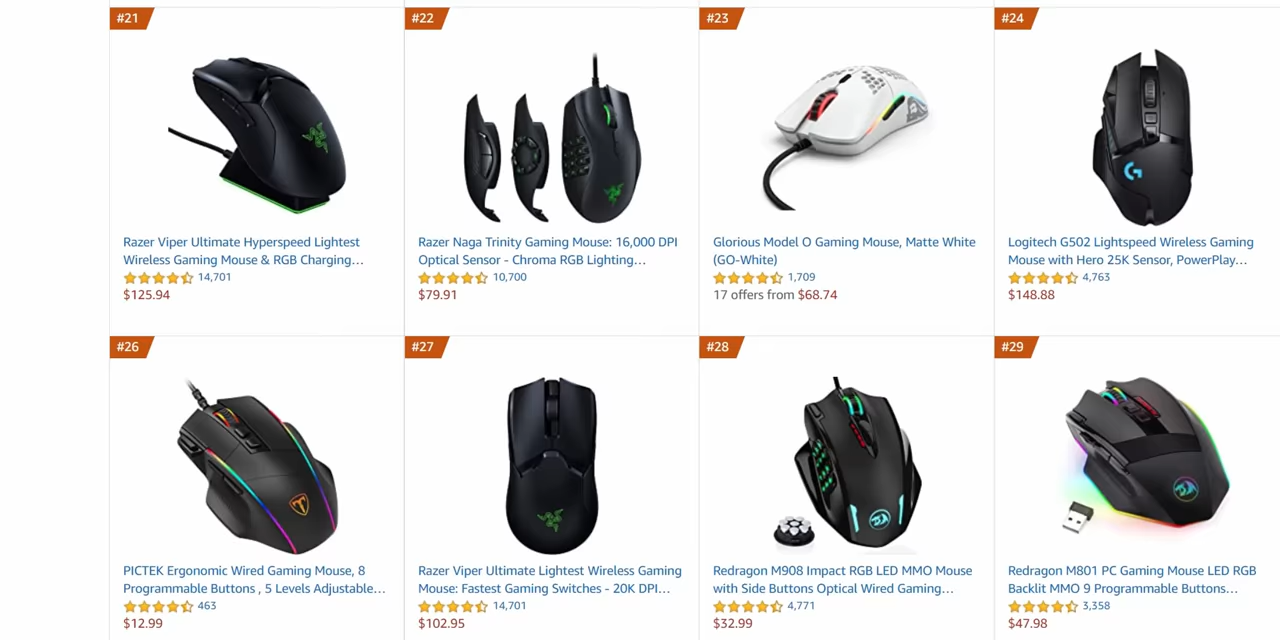 #21
#22
#23
#24
Razer Viper Ultimate Hyperspeed Lightest
Wireless Gaming Mouse & RGB Charging…
14,701
$125.94
Razer Naga Trinity Gaming Mouse: 16,000 DPI
Optical Sensor - Chroma RGB Lighting…
10,700
$79.91
Glorious Model O Gaming Mouse, Matte White
(GO-White)
1,709
17 offers from $68.74
Logitech G502 Lightspeed Wireless Gaming
Mouse with Hero 25K Sensor, PowerPlay…
4,763
$148.88
#26
#27
#28
#29
PICTEK Ergonomic Wired Gaming Mouse, 8
Programmable Buttons , 5 Levels Adjustable…
463
$12.99
Razer Viper Ultimate Lightest Wireless Gaming
Mouse: Fastest Gaming Switches - 20K DPI…
14,701
$102.95
Redragon M908 Impact RGB LED MMO Mouse
with Side Buttons Optical Wired Gaming…
4,771
$32.99
Redragon M801 PC Gaming Mouse LED RGB
Backlit MMO 9 Programmable Buttons…
3,358
$47.98